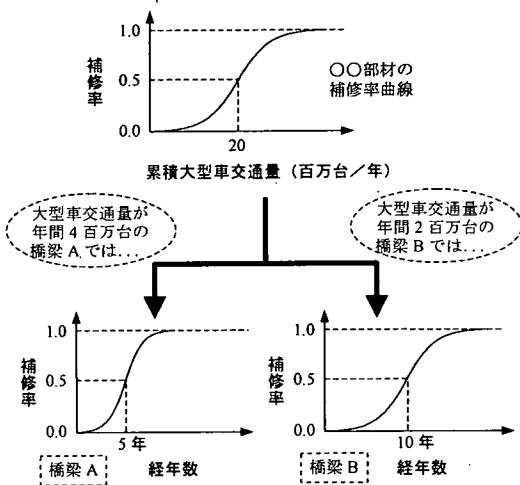 1.0
補修率
0.5
0.0
〇〇部材の
補修率曲線
20
累積大型車交通量（百万台／年）
大型車交通量が
年間4百万台の
橋梁Aでは...
大型車交通量が
年間2百万台の
橋梁Bでは...
1.0
補修率
0.5
0.0
5年
橋梁A
経年数
1.0
補修率
0.5
0.0
10年
橋梁B
経年数